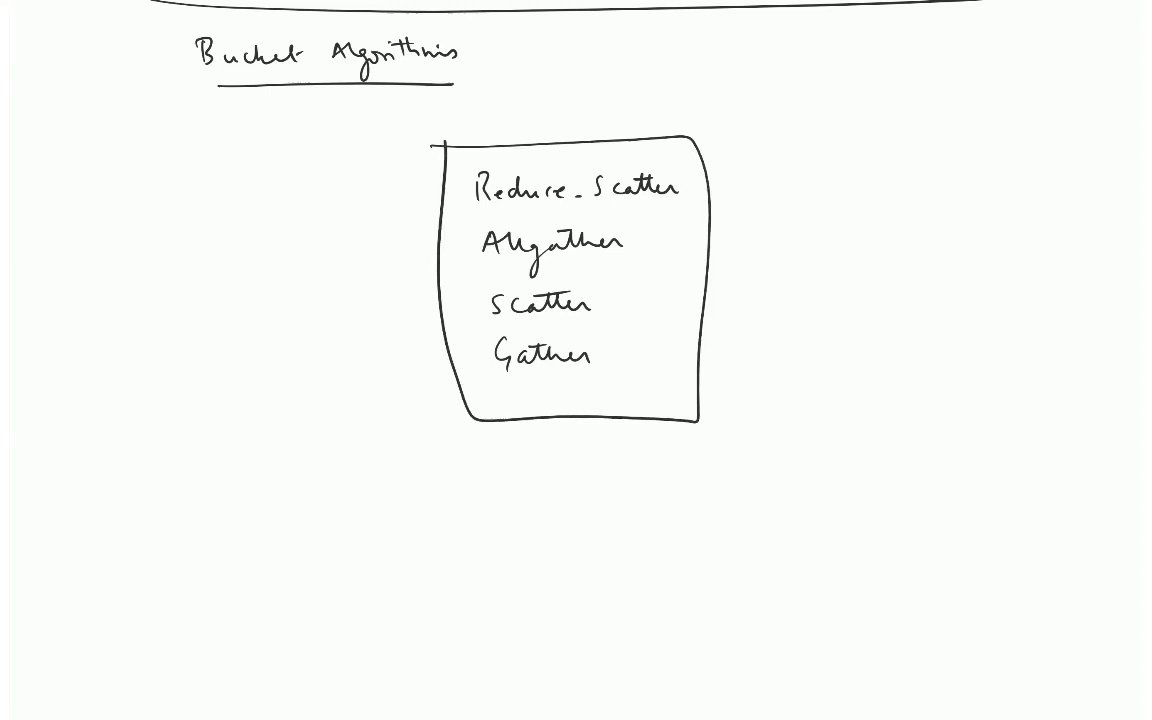 Bucket Algorithms
Reduce-Scatter
Allgather
Scatter
Gather